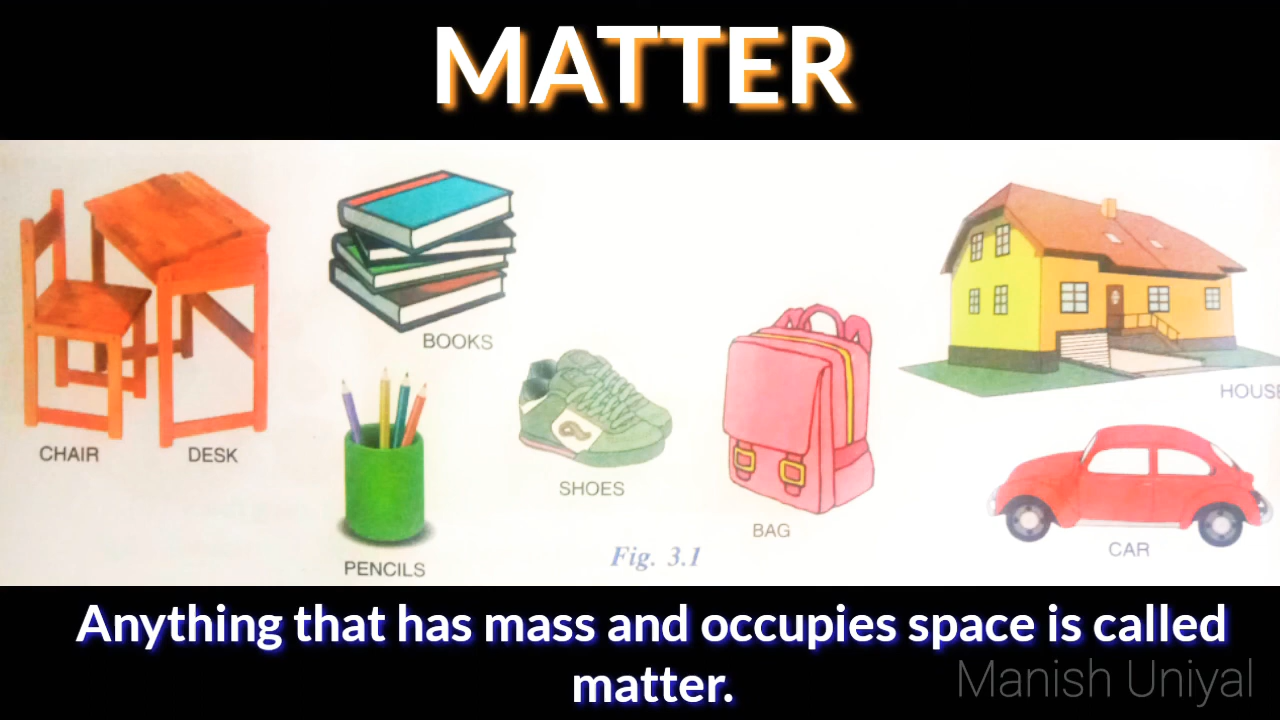 MATTER
BOOKS
HOUSE
CHAIR
DESK
SHOES
BAG
CAR
Fig. 3.1
PENCILS
Anything that has mass and occupies space is called
matter.
Manish Uniyal